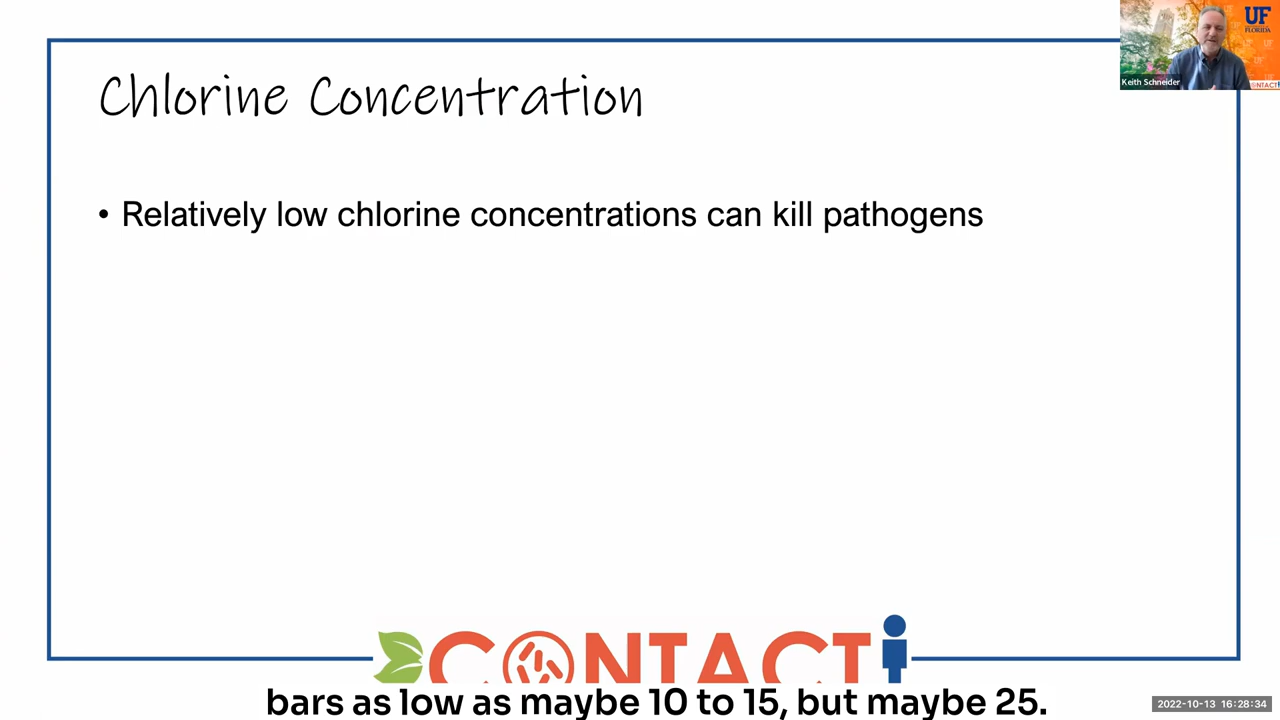 UF
FLORIDA
Keith Schneider
Chlorine Concentration
• Relatively low chlorine concentrations can kill pathogens
CONTACT
bars as low as maybe 10 to 15, but maybe 25.
2022-10-13 16:28:34